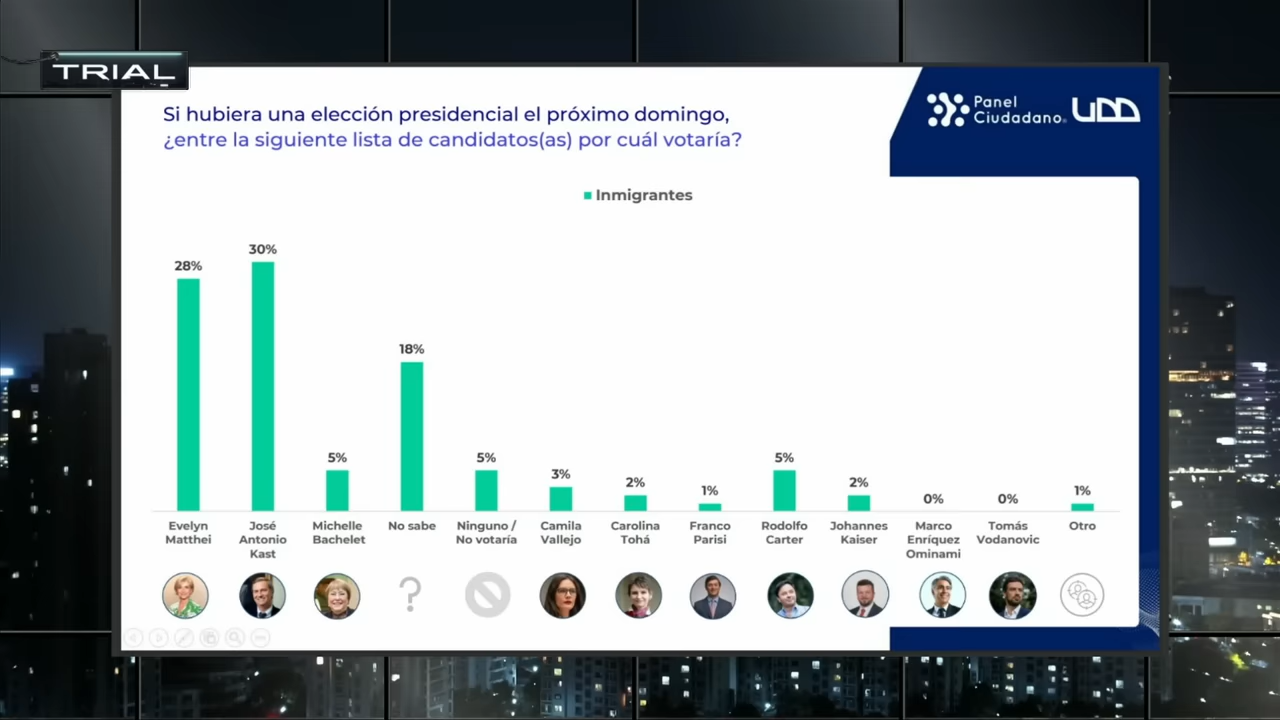 TRIAL
Si hubiera una elección presidencial el próximo domingo,
¿entre la siguiente lista de candidatos(as) por cuál votaría?
Panel
Ciudadano
UDD
Inmigrantes
28%
30%
5%
18%
5%
3%
2%
1%
5%
2%
0%
0%
1%
Evelyn
Matthei
José
Antonio
Kast
Michelle
Bachelet
No sabe
Ninguno /
No votaría
Camila
Vallejo
Carolina
Tohá
Franco
Parisi
Rodolfo
Carter
Johannes
Kaiser
Marco
Enríquez
Ominami
Tomás
Vodanovic
Otro
?